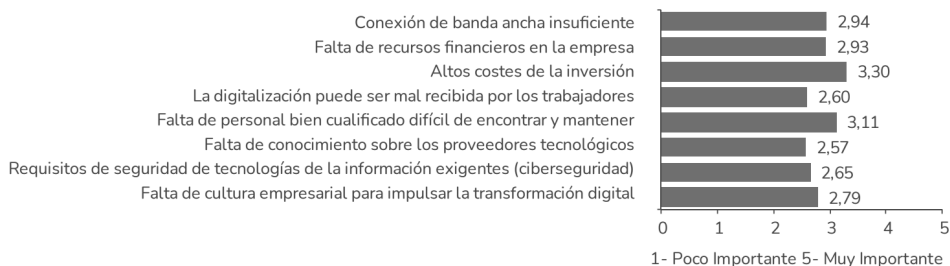 Conexión de banda ancha insuficiente 2,94
Falta de recursos financieros en la empresa 2,93
Altos costes de la inversión 3,30
La digitalización puede ser mal recibida por los trabajadores 2,60
Falta de personal bien cualificado difícil de encontrar y mantener 3,11
Falta de conocimiento sobre los proveedores tecnológicos 2,57
Requisitos de seguridad de tecnologías de la información exigentes (ciberseguridad) 2,65
Falta de cultura empresarial para impulsar la transformación digital 2,79
0 1 2 3 4 5
1- Poco Importante 5- Muy Importante